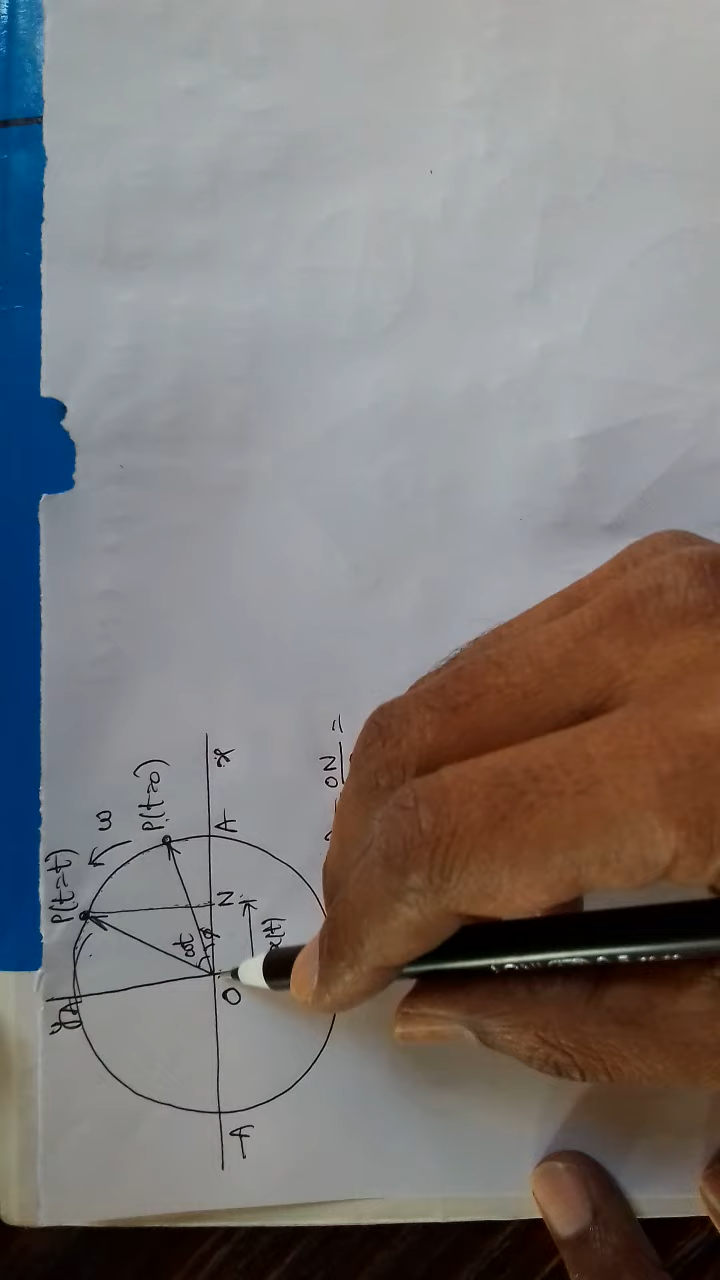 y
A
P(t=t)
ω
P(t=0)
ωt
φ
-A
O
N
A
x
x(t)
ON
=